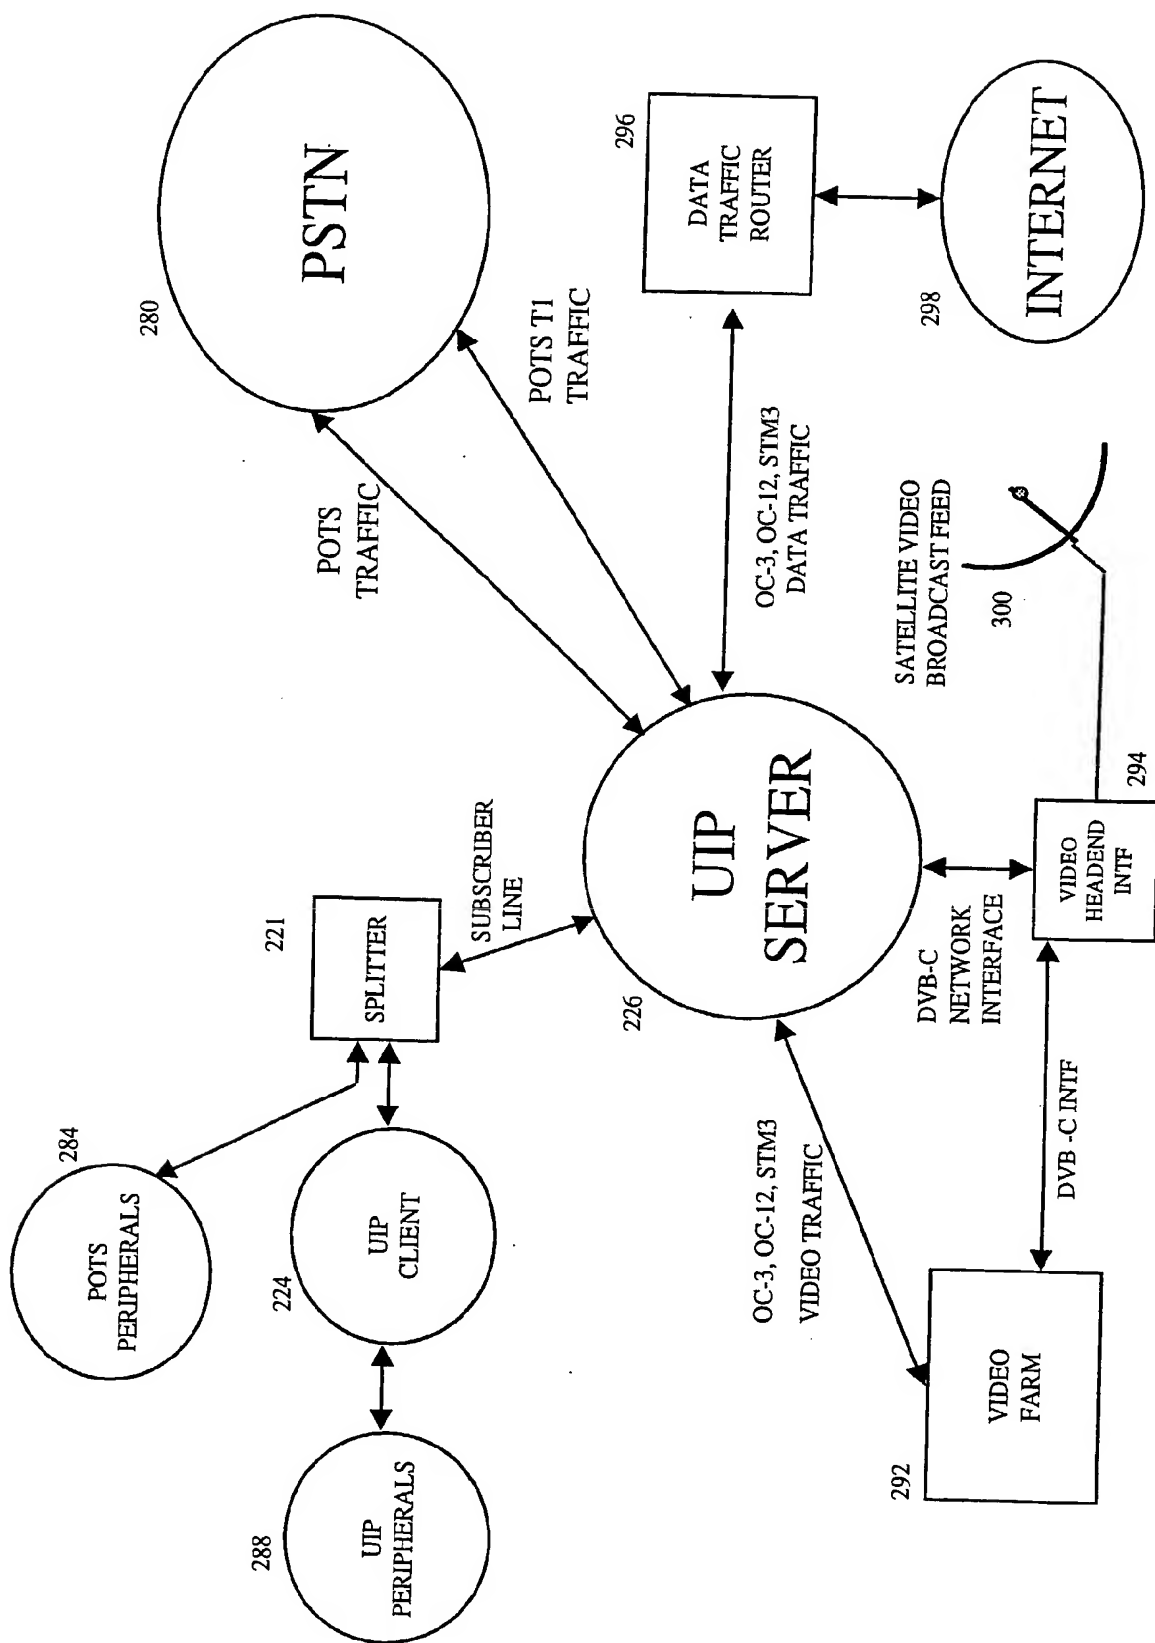 284
POTS
PERIPHERALS
221
SPLITTER
SUBSCRIBER
LINE
224
UIP
CLIENT
288
UIP
PERIPHERALS
280
PSTN
POTS
TRAFFIC
POTS T1
TRAFFIC
226
UIP
SERVER
OC-3, OC-12, STM3
DATA TRAFFIC
296
DATA
TRAFFIC
ROUTER
298
INTERNET
OC-3, OC-12, STM3
VIDEO TRAFFIC
292
VIDEO
FARM
DVB-C
NETWORK
INTERFACE
DVB -C INTF
VIDEO
HEADEND
INTF
294
SATELLITE VIDEO
BROADCAST FEED
300